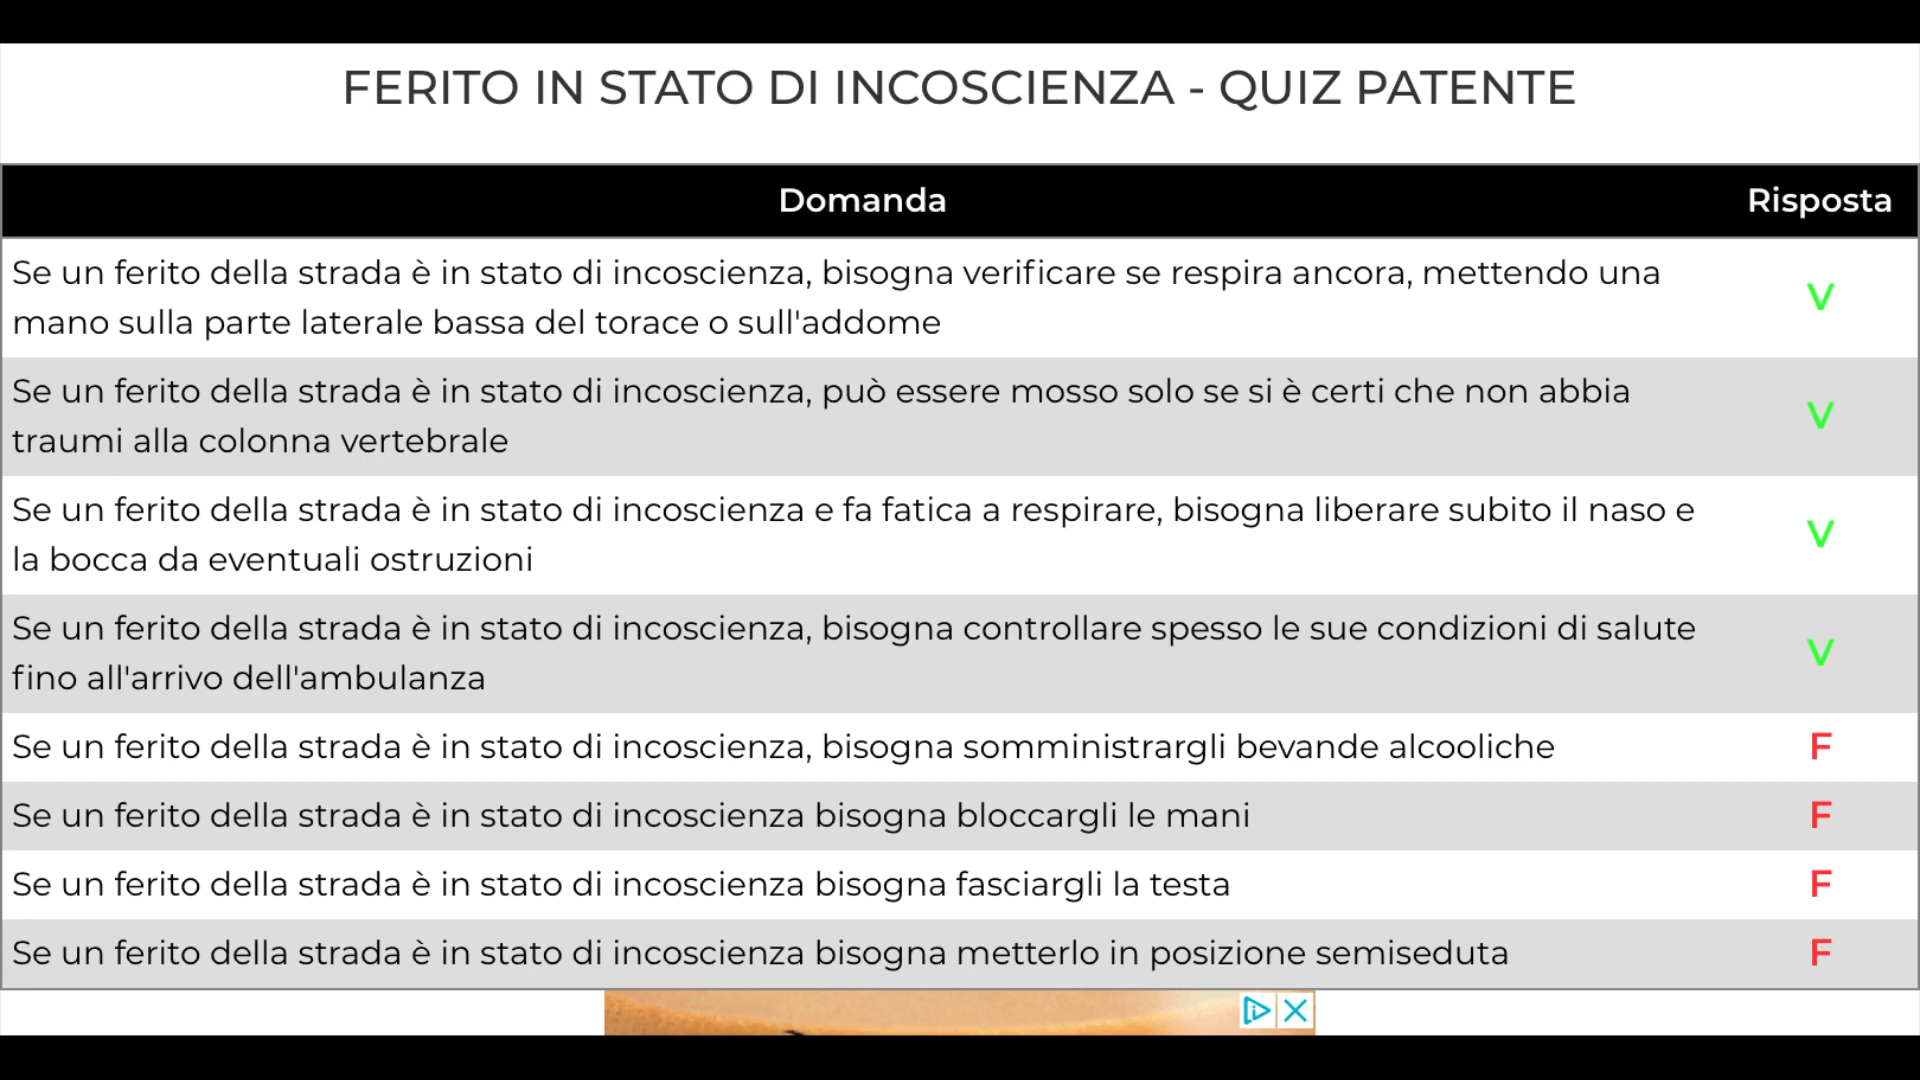 FERITO IN STATO DI INCOSCIENZA - QUIZ PATENTE
Domanda Risposta
Se un ferito della strada è in stato di incoscienza, bisogna verificare se respira ancora, mettendo una
mano sulla parte laterale bassa del torace o sull'addome
V
Se un ferito della strada è in stato di incoscienza, può essere mosso solo se si è certi che non abbia
traumi alla colonna vertebrale
V
Se un ferito della strada è in stato di incoscienza e fa fatica a respirare, bisogna liberare subito il naso e
la bocca da eventuali ostruzioni
V
Se un ferito della strada è in stato di incoscienza, bisogna controllare spesso le sue condizioni di salute
fino all'arrivo dell'ambulanza
V
Se un ferito della strada è in stato di incoscienza, bisogna somministrargli bevande alcooliche F
Se un ferito della strada è in stato di incoscienza bisogna bloccargli le mani F
Se un ferito della strada è in stato di incoscienza bisogna fasciargli la testa F
Se un ferito della strada è in stato di incoscienza bisogna metterlo in posizione semiseduta F